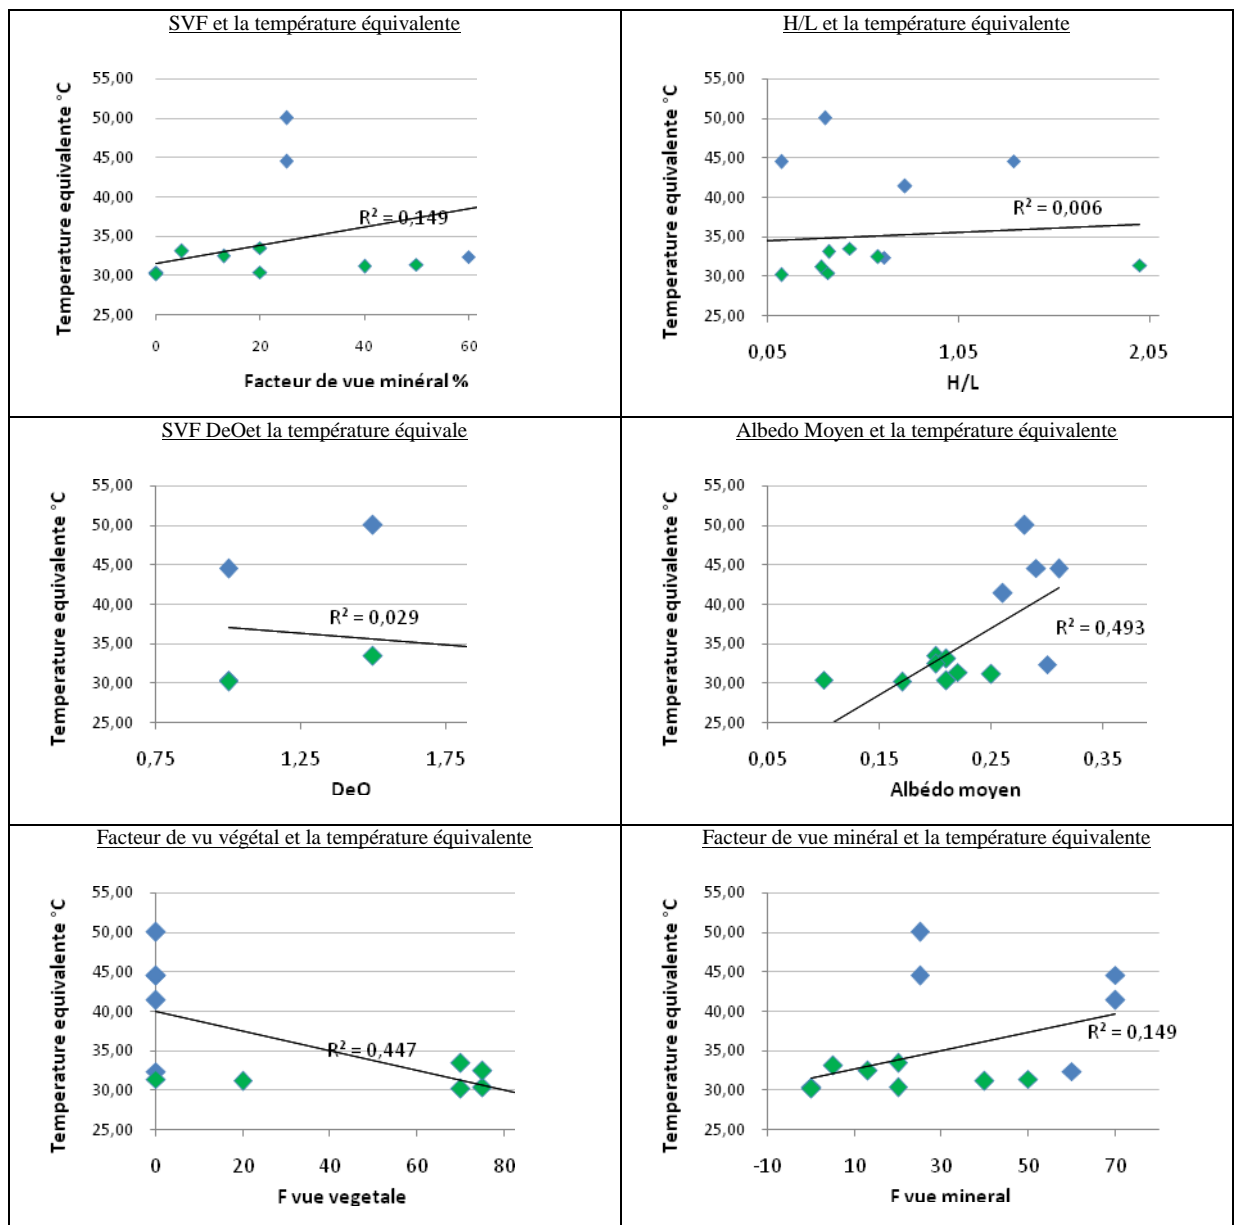 SVF et la température équivalente
Temperature equivalente °C
55,00
50,00
45,00
40,00
35,00
30,00
25,00
R² = 0,149
0 20 40 60
Facteur de vue minéral %
H/L et la température équivalente
Temperature equivalente °C
55,00
50,00
45,00
40,00
35,00
30,00
25,00
R² = 0,006
0,05 1,05 2,05
H/L
SVF DeOet la température équivale
Temperature equivalente °C
55,00
50,00
45,00
40,00
35,00
30,00
25,00
R² = 0,029
0,75 1,25 1,75
DeO
Albedo Moyen et la température équivalente
Temperature equivalente °C
55,00
50,00
45,00
40,00
35,00
30,00
25,00
R² = 0,493
0,05 0,15 0,25 0,35
Albédo moyen
Facteur de vu végétal et la température équivalente
Temperature equivalente °C
55,00
50,00
45,00
40,00
35,00
30,00
25,00
R² = 0,447
0 20 40 60 80
F vue vegetale
Facteur de vue minéral et la température équivalente
Temperature equivalente °C
55,00
50,00
45,00
40,00
35,00
30,00
25,00
R² = 0,149
-10 10 30 50 70
F vue mineral